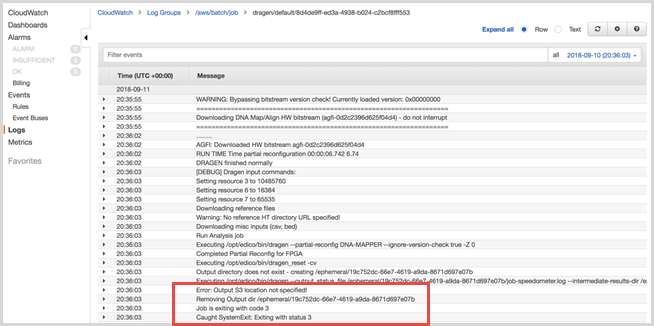 CloudWatch
Dashboards
Alarms
ALARM 0
INSUFFICIENT 0
OK 0
Billing
Events
Rules
Event Buses
Logs
Metrics
Favorites
CloudWatch > Log Groups > /aws/batch/job > dragen/default/8d4de9ff-ed3a-4938-b024-c2bcf8fff553
Expand all Row Text
Filter events all 2018-09-10 (20:36:03)
Time (UTC +00:00) Message
2018-09-11
20:35:55 WARNING: Bypassing bitstream version check! Currently loaded version: 0x00000000
20:35:55 ==================================================================
20:35:55 Downloading DNA Map/Align HW bitstream (agfi-0d2c2396d625f04d4) - do not interrupt
20:35:55 ==================================================================
20:36:02 .........
20:36:02 AGFI: Downloaded HW bitstream agfi-0d2c2396d625f04d4
20:36:02 RUN TIME Time partial reconfiguration 00:00:06.742 6.74
20:36:02 DRAGEN finished normally
20:36:03 [DEBUG] Dragen input commands:
20:36:03 Setting resource 3 to 10485760
20:36:03 Setting resource 6 to 16384
20:36:03 Setting resource 7 to 65535
20:36:03 Downloading reference files
20:36:03 Warning: No reference HT directory URL specified!
20:36:03 Downloading misc inputs (csv, bed)
20:36:03 Run Analysis job
20:36:03 Executing /opt/edico/bin/dragen --partial-reconfig DNA-MAPPER --ignore-version-check true -Z 0
20:36:03 Completed Partial Reconfig for FPGA
20:36:03 Executing /opt/edico/bin/dragen_reset -cv
20:36:03 Output directory does not exist - creating /ephemeral/19c752dc-66e7-4619-a9da-8671d697e07b
20:36:03 Executing /opt/edico/bin/dragen --output_status_file /ephemeral/19c752dc-66e7-4619-a9da-8671d697e07b/job-speedometer.log --intermediate-results-dir /e
20:36:03 Error: Output S3 location not specified!
20:36:03 Removing Output dir /ephemeral/19c752dc-66e7-4619-a9da-8671d697e07b
20:36:03 Job is exiting with code 3
20:36:03 Caught SystemExit: Exiting with status 3